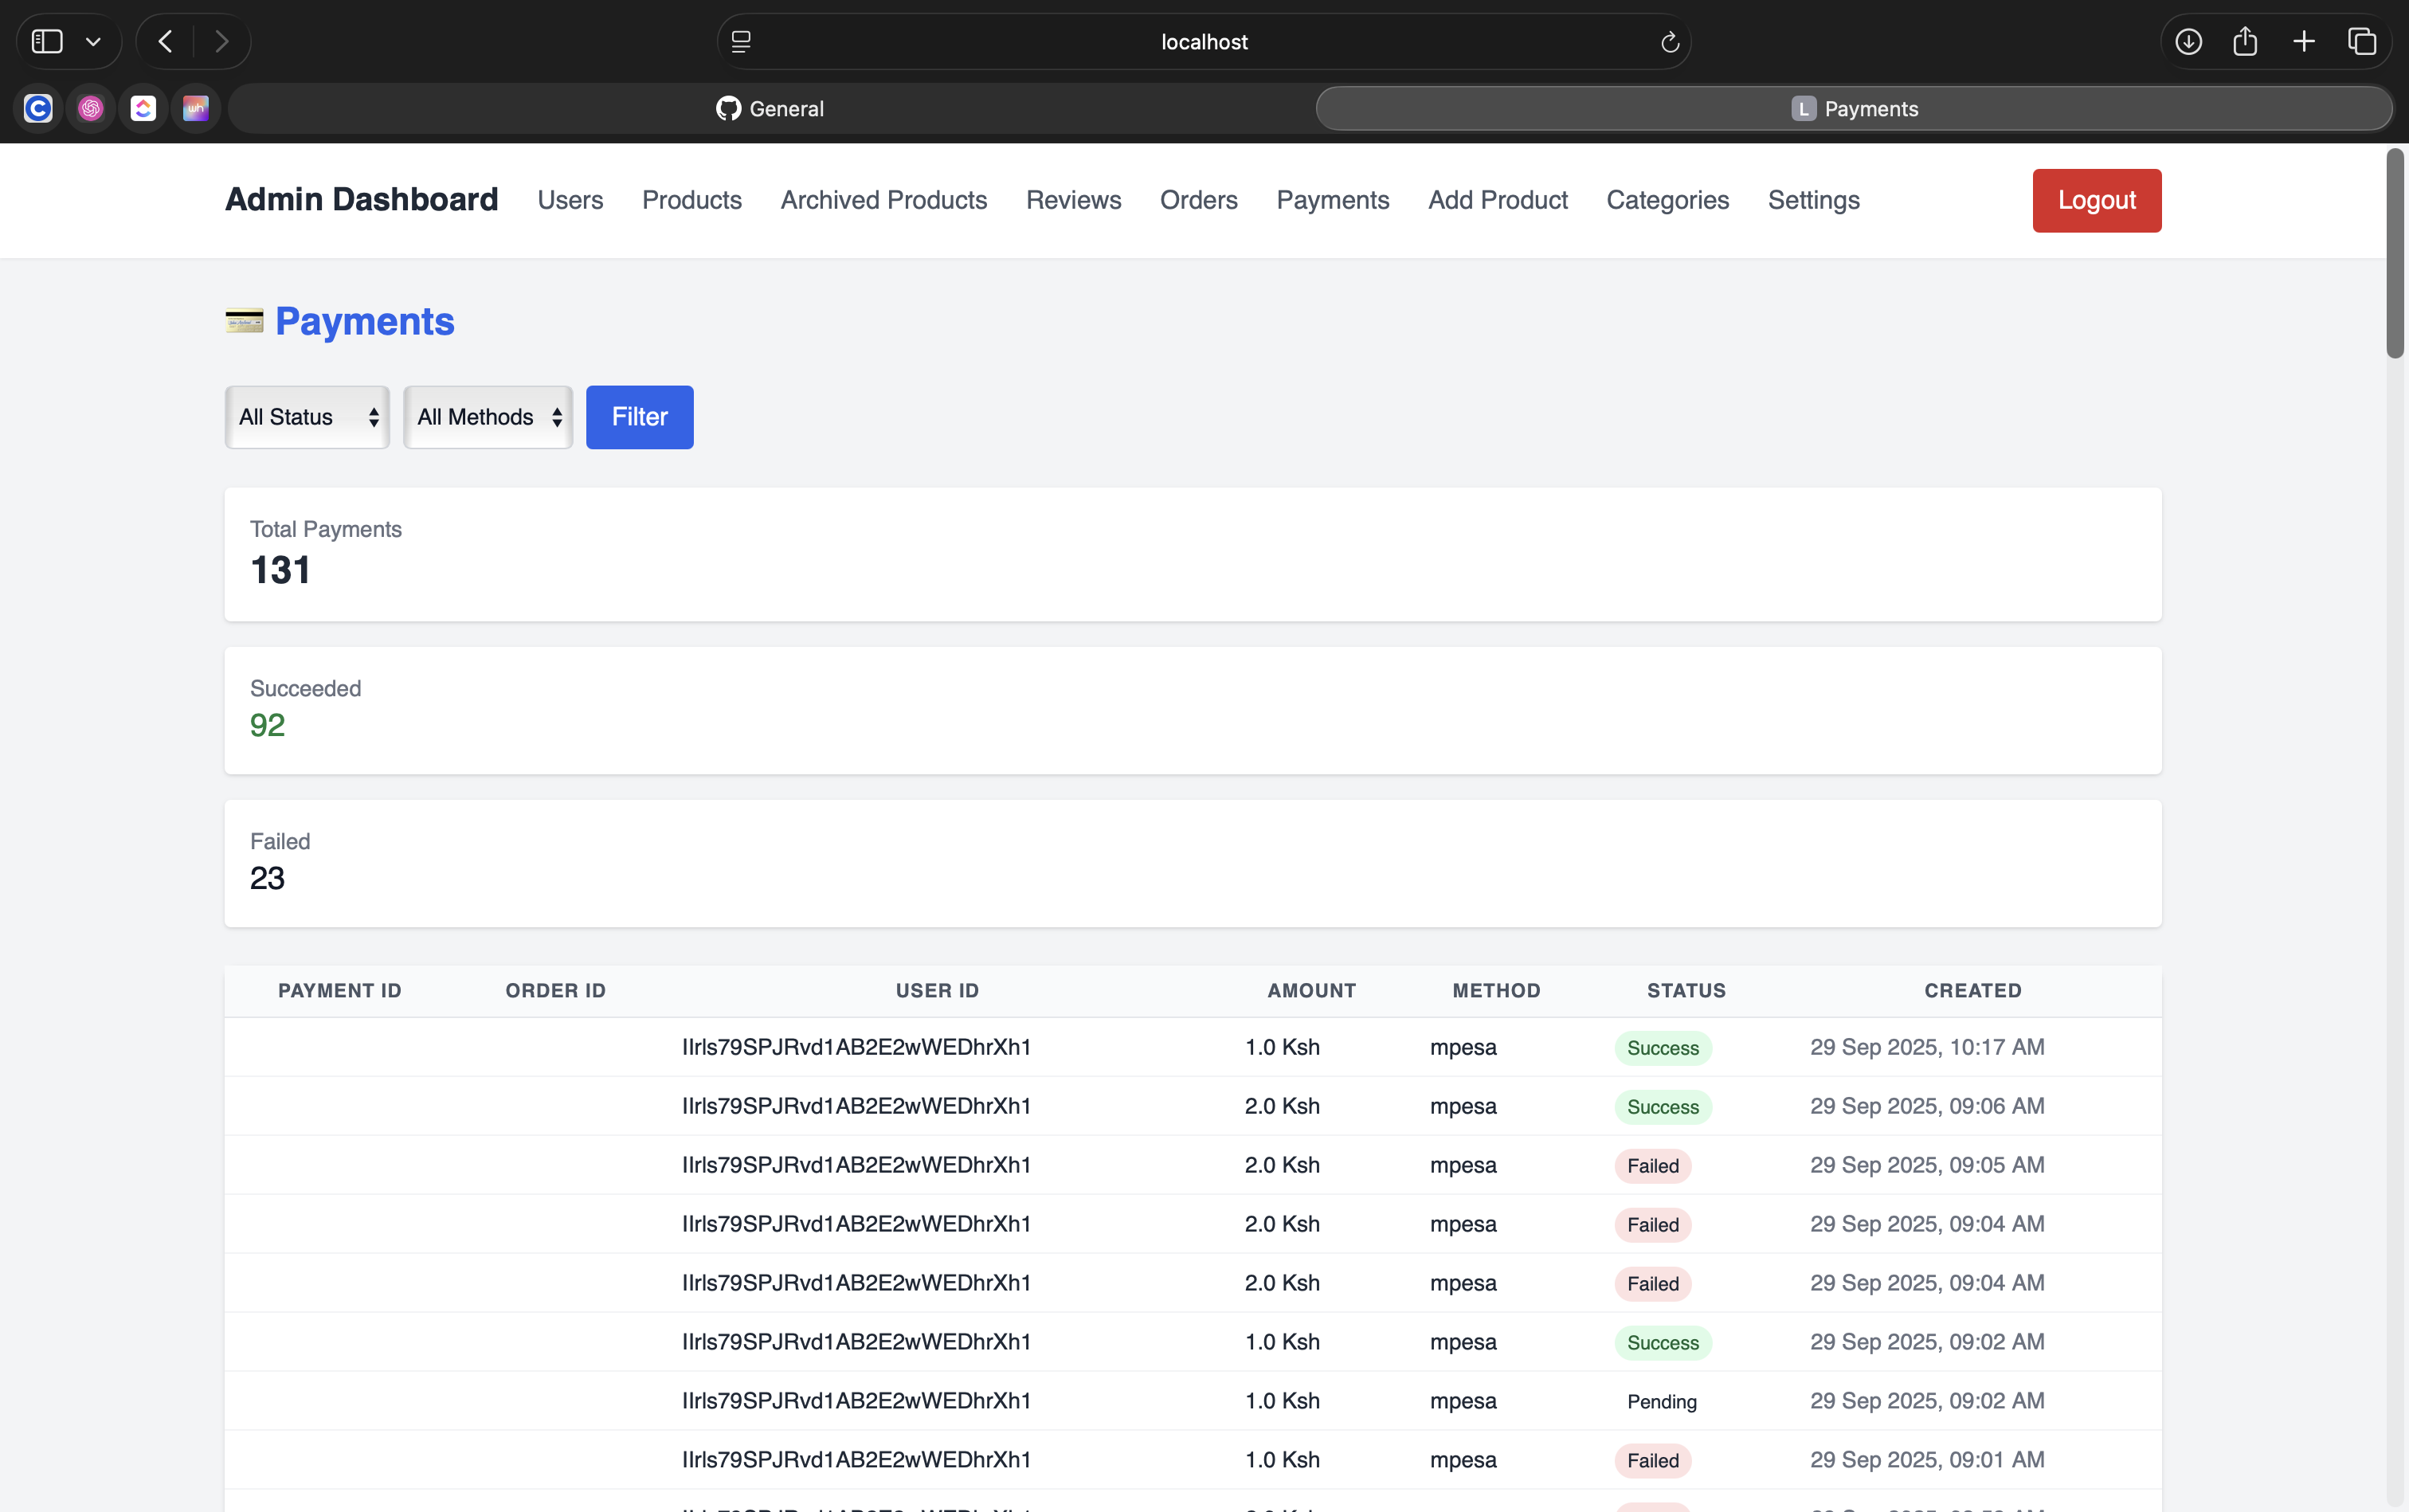 localhost
General
L Payments
Admin Dashboard Users Products Archived Products Reviews Orders Payments Add Product Categories Settings Logout
Payments
All Status All Methods Filter
Total Payments
131
Succeeded
92
Failed
23
PAYMENT ID ORDER ID USER ID AMOUNT METHOD STATUS CREATED
IIrls79SPJRvd1AB2E2wWEDhrXh1 1.0 Ksh mpesa Success 29 Sep 2025, 10:17 AM
IIrls79SPJRvd1AB2E2wWEDhrXh1 2.0 Ksh mpesa Success 29 Sep 2025, 09:06 AM
IIrls79SPJRvd1AB2E2wWEDhrXh1 2.0 Ksh mpesa Failed 29 Sep 2025, 09:05 AM
IIrls79SPJRvd1AB2E2wWEDhrXh1 2.0 Ksh mpesa Failed 29 Sep 2025, 09:04 AM
IIrls79SPJRvd1AB2E2wWEDhrXh1 2.0 Ksh mpesa Failed 29 Sep 2025, 09:04 AM
IIrls79SPJRvd1AB2E2wWEDhrXh1 1.0 Ksh mpesa Success 29 Sep 2025, 09:02 AM
IIrls79SPJRvd1AB2E2wWEDhrXh1 1.0 Ksh mpesa Pending 29 Sep 2025, 09:02 AM
IIrls79SPJRvd1AB2E2wWEDhrXh1 1.0 Ksh mpesa Failed 29 Sep 2025, 09:01 AM